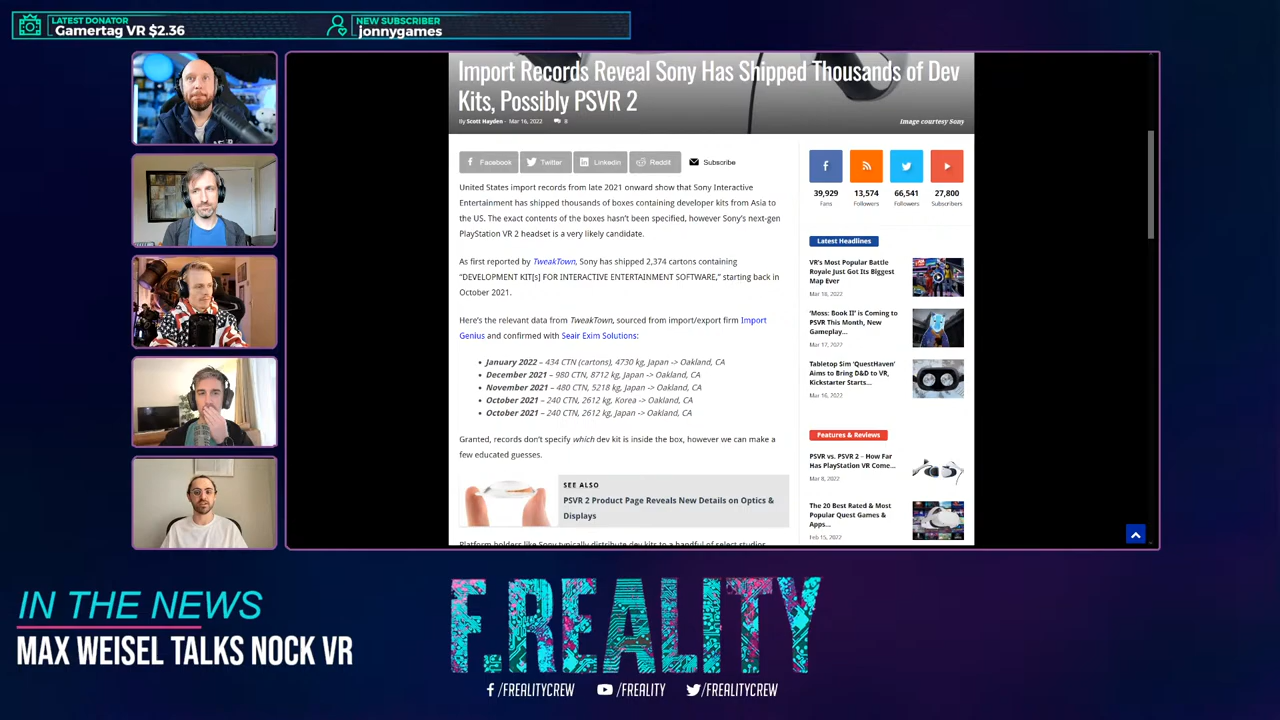 LATEST DONATOR
Gamertag VR $2.36
NEW SUBSCRIBER
jonnygames
Import Records Reveal Sony Has Shipped Thousands of Dev
Kits, Possibly PSVR 2
By Scott Hayden - Mar 16, 2022 8
Image courtesy Sony
Facebook
Twitter
Linkedin
Reddit
Subscribe
United States import records from late 2021 onward show that Sony Interactive
Entertainment has shipped thousands of boxes containing developer kits from Asia to
the US. The exact contents of the boxes hasn't been specified, however Sony's next-gen
PlayStation VR 2 headset is a very likely candidate.
As first reported by TweakTown, Sony has shipped 2,374 cartons containing
“DEVELOPMENT KIT[s] FOR INTERACTIVE ENTERTAINMENT SOFTWARE,” starting back in
October 2021.
Here's the relevant data from TweakTown, sourced from import/export firm Import
Genius and confirmed with Seair Exim Solutions:
• January 2022 – 434 CTN (cartons), 4730 kg, Japan -> Oakland, CA
• December 2021 – 980 CTN, 8712 kg, Japan -> Oakland, CA
• November 2021 – 480 CTN, 5218 kg, Japan -> Oakland, CA
• October 2021 – 240 CTN, 2612 kg, Korea -> Oakland, CA
• October 2021 – 240 CTN, 2612 kg, Japan -> Oakland, CA
Granted, records don't specify which dev kit is inside the box, however we can make a
few educated guesses.
SEE ALSO
PSVR 2 Product Page Reveals New Details on Optics &
Displays
Platform holders like Sony typically distribute dev kits to a handful of select studios
39,929
Fans
13,574
Followers
66,541
Followers
27,800
Subscribers
Latest Headlines
VR's Most Popular Battle
Royale Just Got Its Biggest
Map Ever
Mar 18, 2022
'Moss: Book II' is Coming to
PSVR This Month, New
Gameplay...
Mar 17, 2022
Tabletop Sim 'QuestHaven'
Aims to Bring D&D to VR,
Kickstarter Starts...
Mar 16, 2022
Features & Reviews
PSVR vs. PSVR 2 – How Far
Has PlayStation VR Come...
Mar 8, 2022
The 20 Best Rated & Most
Popular Quest Games &
Apps...
Feb 15, 2022
IN THE NEWS
MAX WEISEL TALKS NOCK VR
F.REALITY
/FREALITYCREW
/FREALITY
/FREALITYCREW